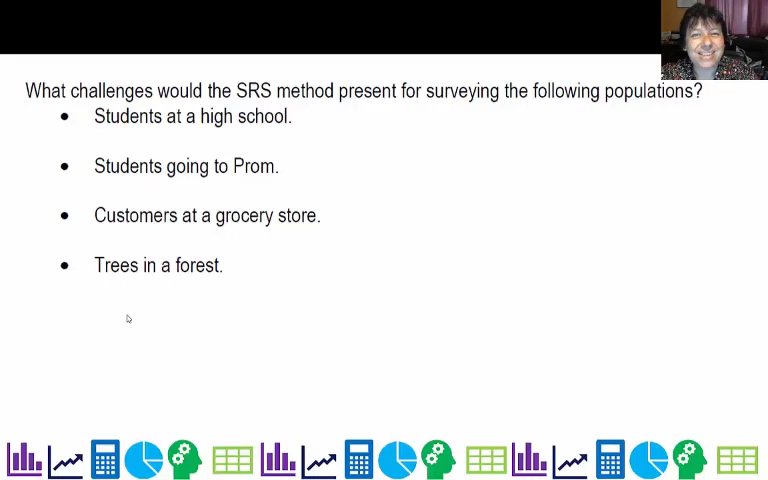 What challenges would the SRS method present for surveying the following populations?
• Students at a high school.
• Students going to Prom.
• Customers at a grocery store.
• Trees in a forest.